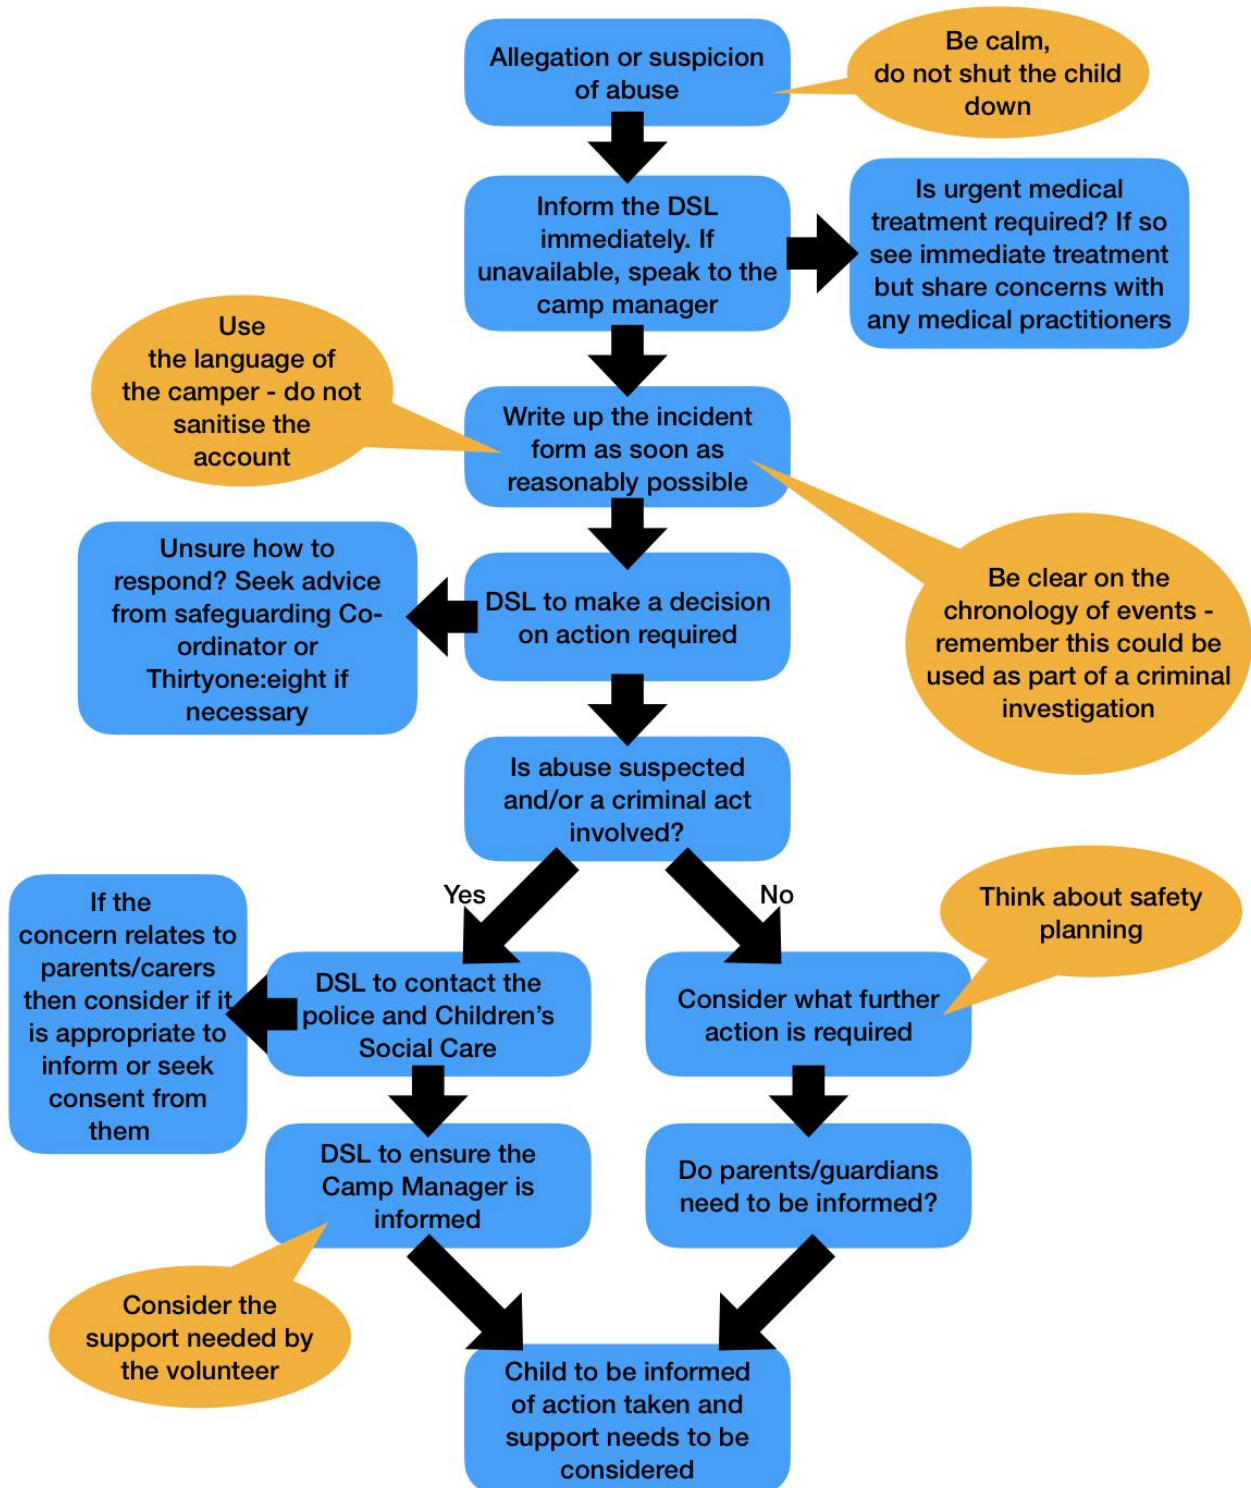 Allegation or suspicion
of abuse
Be calm,
do not shut the child
down
Inform the DSL
immediately. If
unavailable, speak to the
camp manager
Is urgent medical
treatment required? If so
see immediate treatment
but share concerns with
any medical practitioners
Use
the language of
the camper - do not
sanitise the
account
Write up the incident
form as soon as
reasonably possible
Be clear on the
chronology of events -
remember this could be
used as part of a criminal
investigation
Unsure how to
respond? Seek advice
from safeguarding Co-
ordinator or
Thirtyone:eight if
necessary
DSL to make a decision
on action required
Is abuse suspected
and/or a criminal act
involved?
Yes
No
If the
concern relates to
parents/carers
then consider if it
is appropriate to
inform or seek
consent from
them
DSL to contact the
police and Children's
Social Care
Consider what further
action is required
Think about safety
planning
DSL to ensure the
Camp Manager is
informed
Do parents/guardians
need to be informed?
Consider the
support needed by
the volunteer
Child to be informed
of action taken and
support needs to be
considered